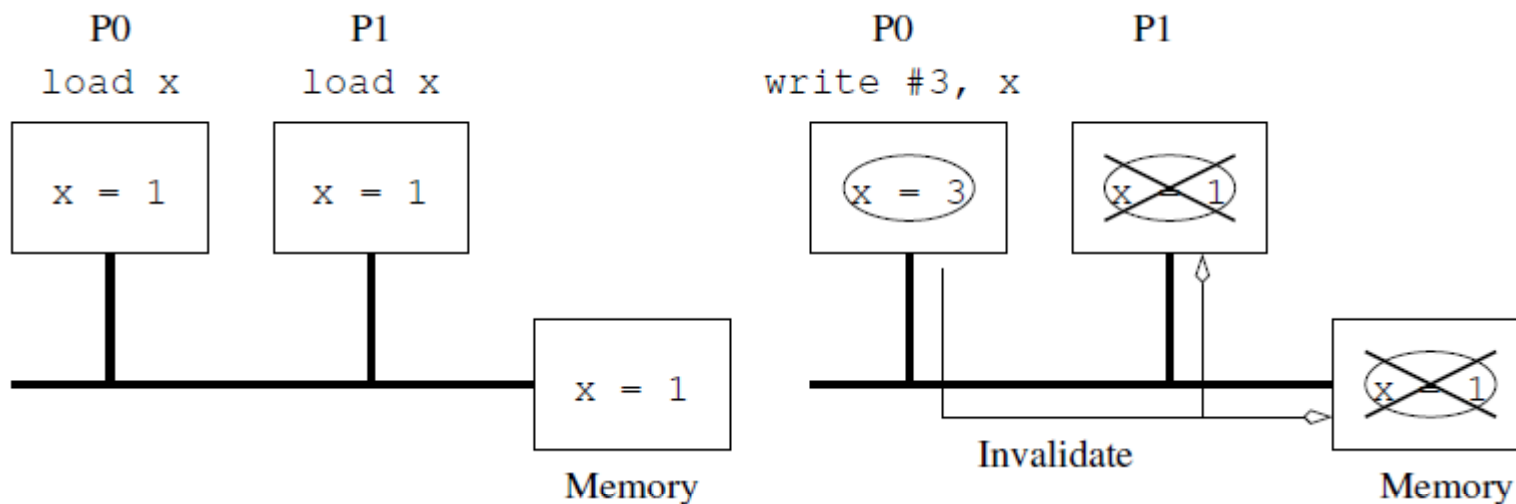 P0 P1
load x load x
x = 1 x = 1
x = 1
Memory
P0 P1
write #3, x
x = 3 x = 1
x = 1
Invalidate
Memory